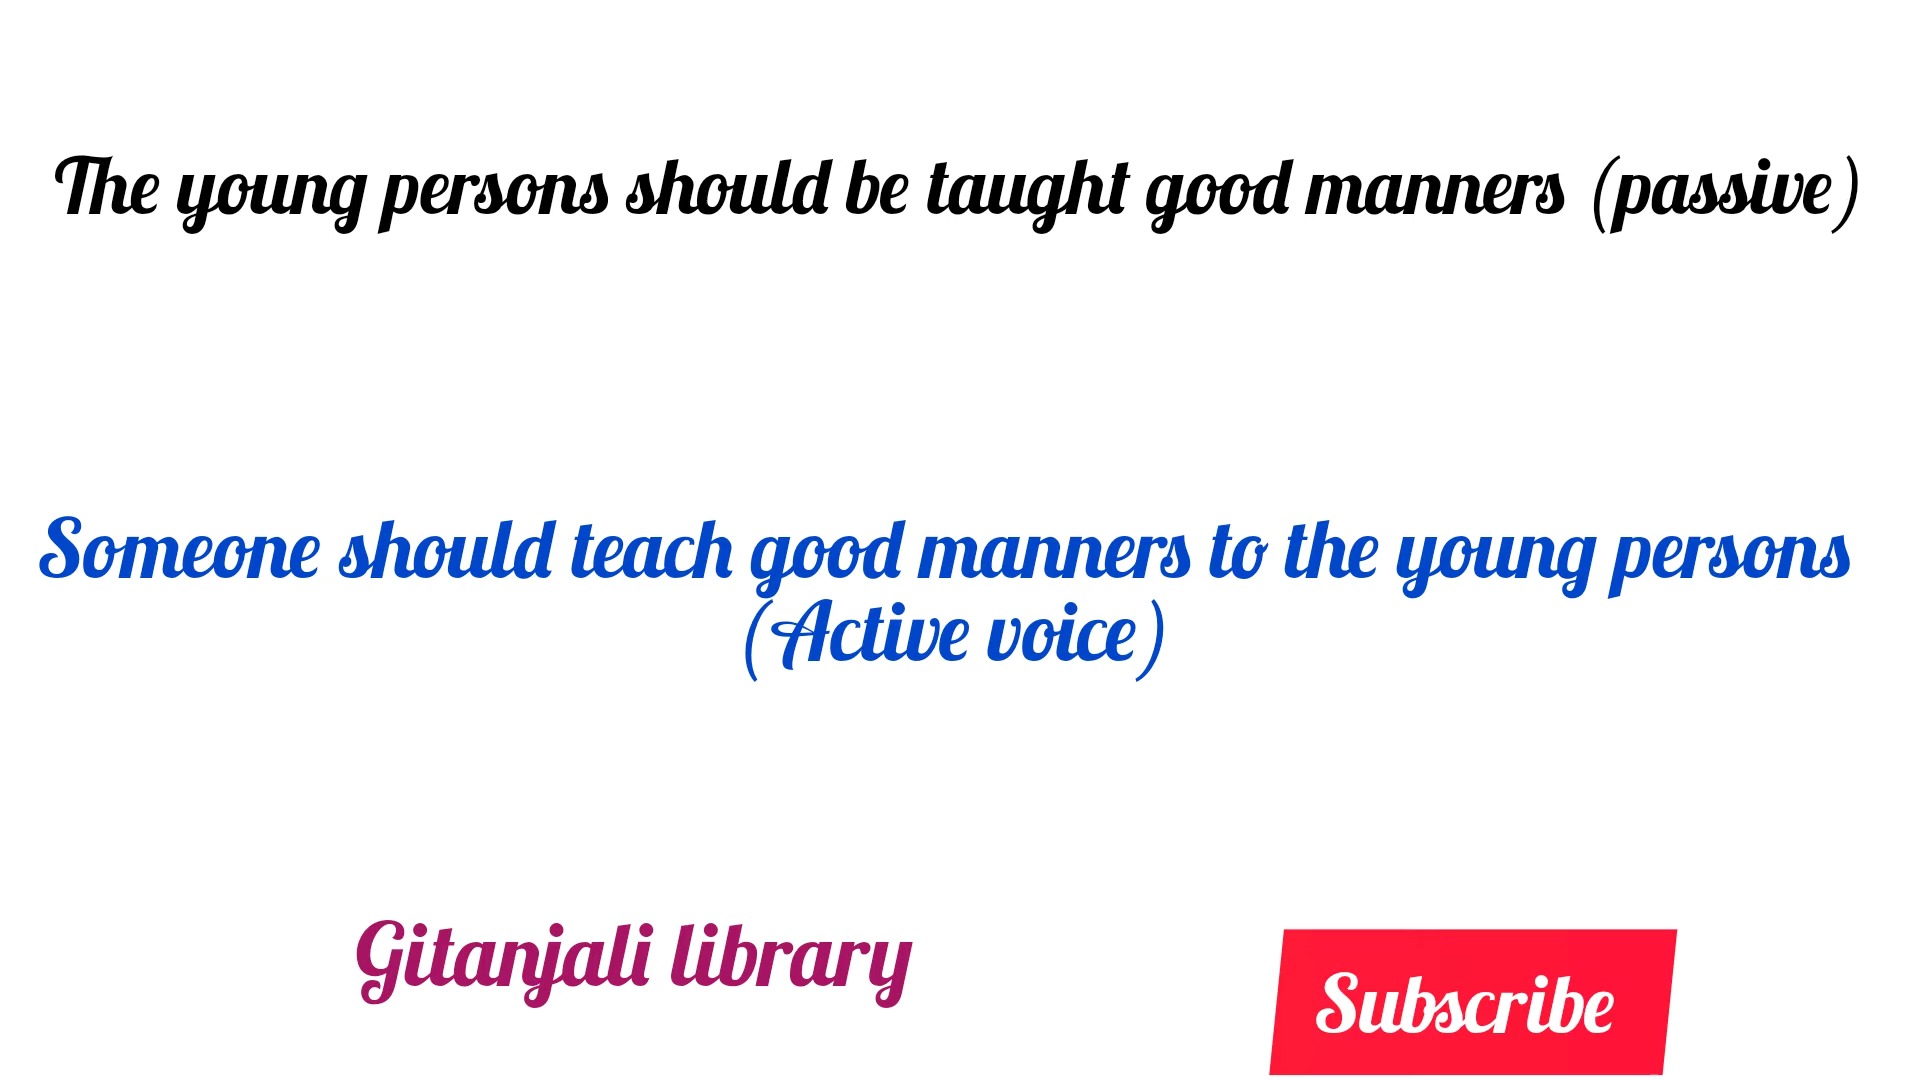 The young persons should be taught good manners (passive)
Someone should teach good manners to the young persons
(Active voice)
Gitanjali library
Subscribe